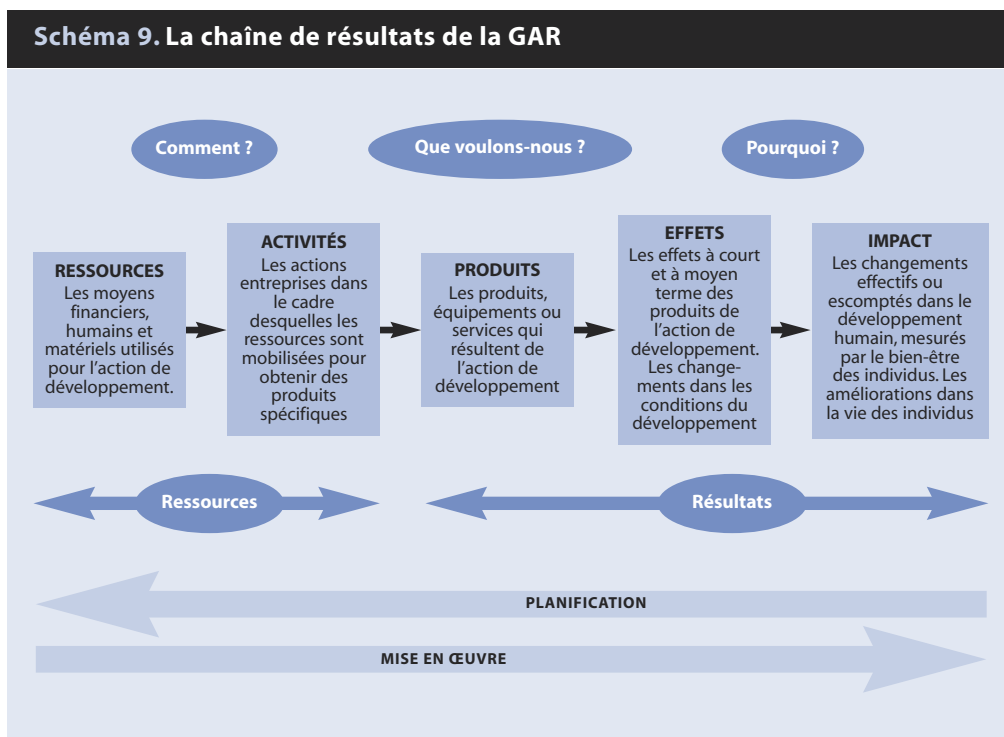 Schéma 9. La chaîne de résultats de la GAR
Comment ?
Que voulons-nous ?
Pourquoi ?
RESSOURCES
Les moyens
financiers,
humains et
matériels utilisés
pour l'action de
développement.
ACTIVITÉS
Les actions
entreprises dans
le cadre
desquelles les
ressources sont
mobilisées pour
obtenir des
produits
spécifiques
PRODUITS
Les produits,
équipements ou
services qui
résultent de
l'action de
développement
EFFETS
Les effets à court
et à moyen
terme des
produits de
l'action de
développement.
Les change-
ments dans les
conditions du
développement
IMPACT
Les changements
effectifs ou
escomptés dans le
développement
humain, mesurés
par le bien-être
des individus. Les
améliorations dans
la vie des individus
Ressources
Résultats
PLANIFICATION
MISE EN ŒUVRE